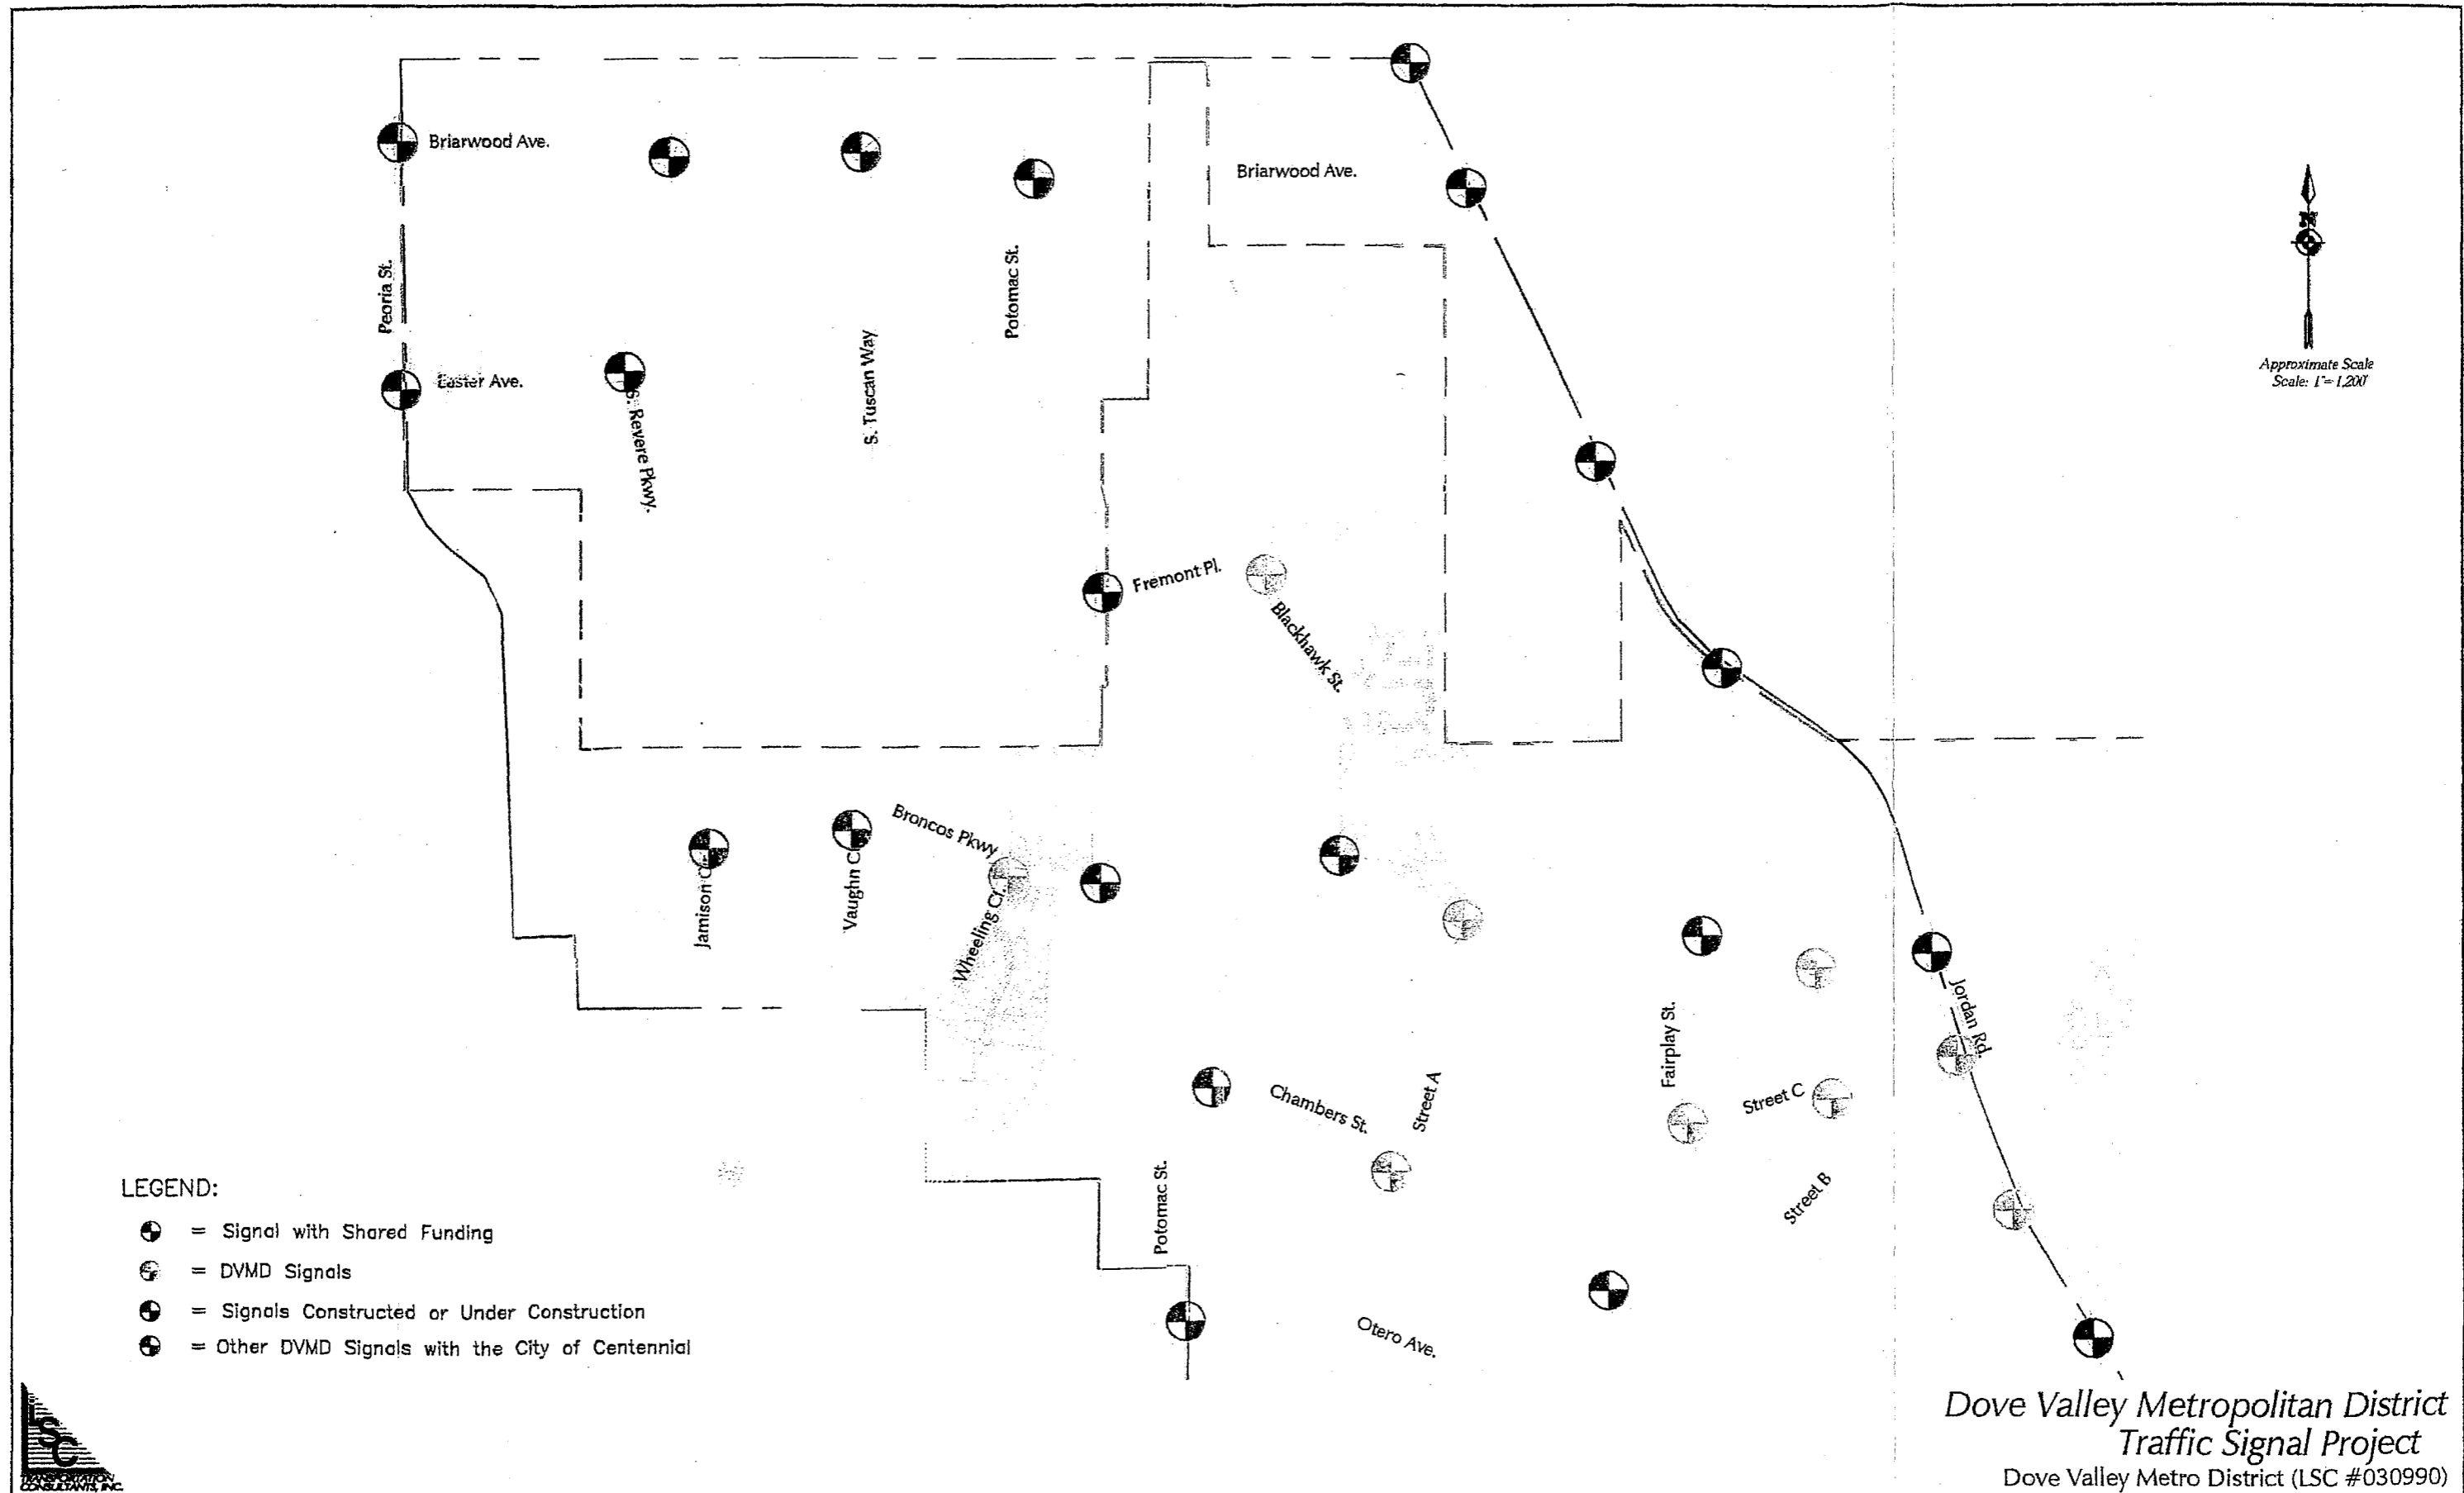 Briarwood Ave.
Briarwood Ave.
Peoria St.
Potomac St.
S. Tuscan Way
Easter Ave.
S. Revere Pkwy.
N
Approximate Scale
Scale: 1"=1,200'
Fremont Pl.
Blackhawk St.
Broncos Pkwy
Jamison
Vaughn
Wheeling Ct.
Jordan Rd.
Fairplay St.
Street C
Chambers St.
Street A
Street B
Potomac St.
Otero Ave.
LEGEND:
= Signal with Shared Funding
= DVMD Signals
= Signals Constructed or Under Construction
= Other DVMD Signals with the City of Centennial
LSC
TRANSPORTATION
CONSULTANTS, INC.
Dove Valley Metropolitan District
Traffic Signal Project
Dove Valley Metro District (LSC #030990)